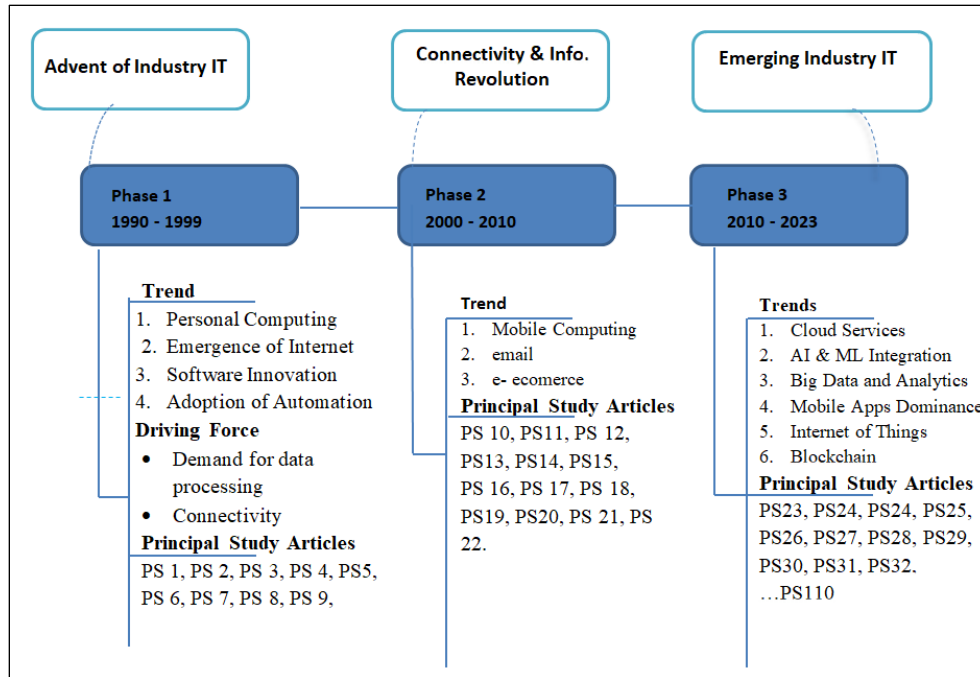 Advent of Industry IT
Connectivity & Info.
Revolution
Emerging Industry IT
Phase 1
1990 - 1999
Phase 2
2000 - 2010
Phase 3
2010 - 2023
Trend
1. Personal Computing
2. Emergence of Internet
3. Software Innovation
4. Adoption of Automation
Driving Force
• Demand for data
processing
• Connectivity
Principal Study Articles
PS 1, PS 2, PS 3, PS 4, PS5,
PS 6, PS 7, PS 8, PS 9,
Trend
1. Mobile Computing
2. email
3. e- ecomerce
Principal Study Articles
PS 10, PS11, PS 12,
PS13, PS14, PS15,
PS 16, PS 17, PS 18,
PS19, PS20, PS 21, PS
22.
Trends
1. Cloud Services
2. AI & ML Integration
3. Big Data and Analytics
4. Mobile Apps Dominance
5. Internet of Things
6. Blockchain
Principal Study Articles
PS23, PS24, PS24, PS25,
PS26, PS27, PS28, PS29,
PS30, PS31, PS32.
…PS110